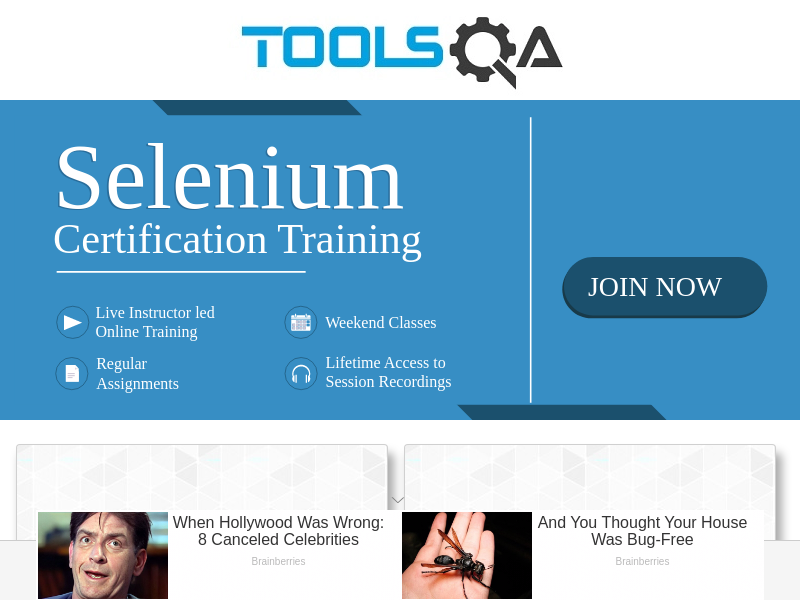 TOOLSQA
Selenium
Certification Training
Live Instructor led
Online Training
Weekend Classes
Regular
Assignments
Lifetime Access to
Session Recordings
JOIN NOW
When Hollywood Was Wrong:
8 Canceled Celebrities
Brainberries
And You Thought Your House
Was Bug-Free
Brainberries